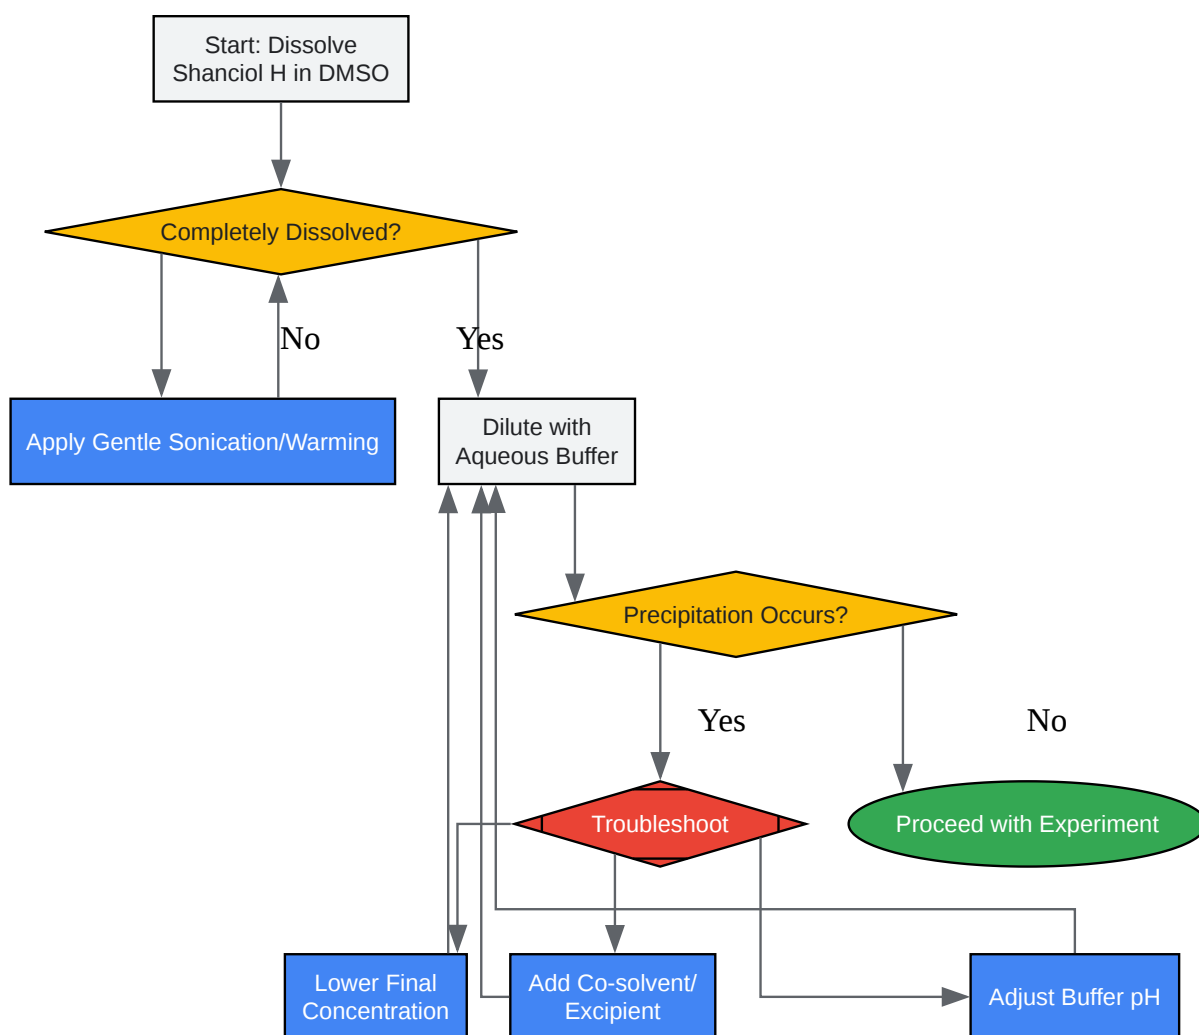 Start: Dissolve
Shanciol H in DMSO
Completely Dissolved?
No
Yes
Apply Gentle Sonication/Warming
Dilute with
Aqueous Buffer
Precipitation Occurs?
Yes
No
Troubleshoot
Proceed with Experiment
Lower Final
Concentration
Add Co-solvent/
Excipient
Adjust Buffer pH